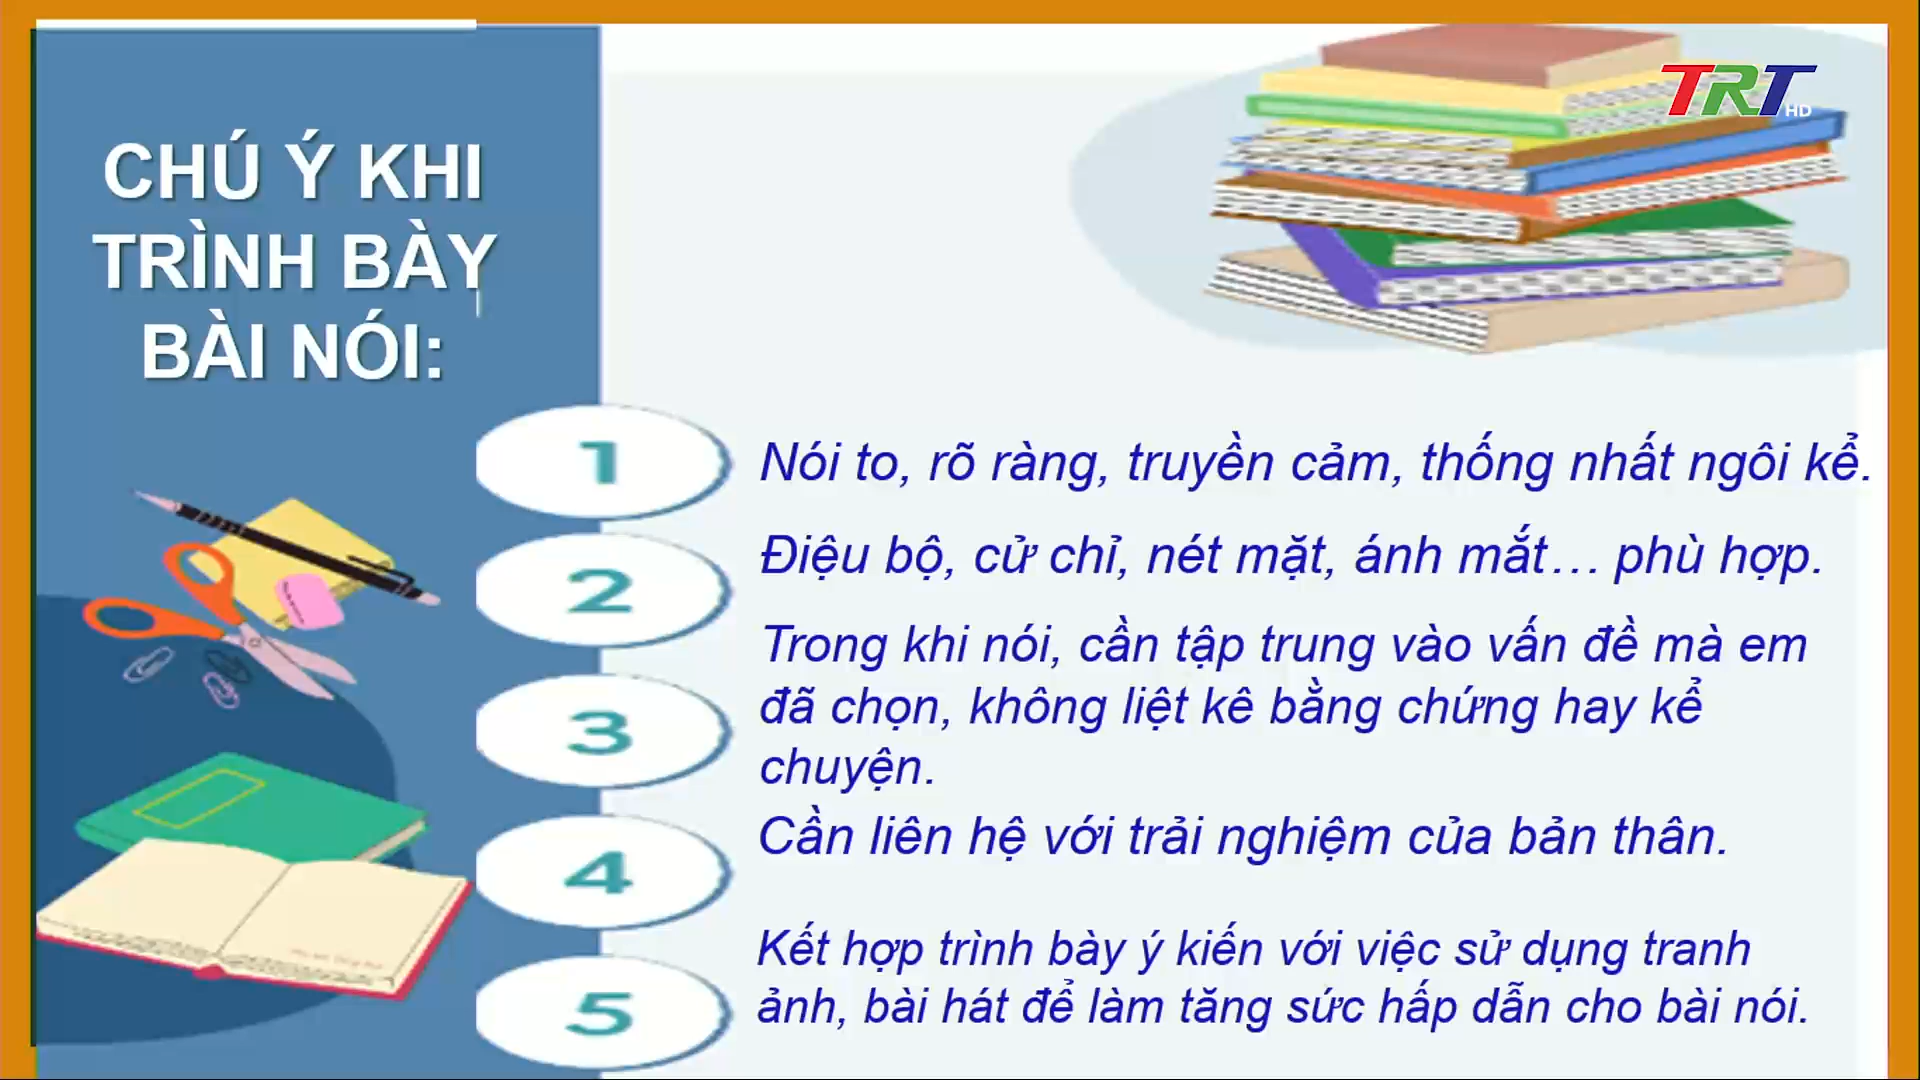 TRT HD
CHÚ Ý KHI
TRÌNH BÀY
BÀI NÓI:
1
Nói to, rõ ràng, truyền cảm, thống nhất ngôi kể.
2
Điệu bộ, cử chỉ, nét mặt, ánh mắt… phù hợp.
3
Trong khi nói, cần tập trung vào vấn đề mà em
đã chọn, không liệt kê bằng chứng hay kể
chuyện.
4
Cần liên hệ với trải nghiệm của bản thân.
5
Kết hợp trình bày ý kiến với việc sử dụng tranh
ảnh, bài hát để làm tăng sức hấp dẫn cho bài nói.